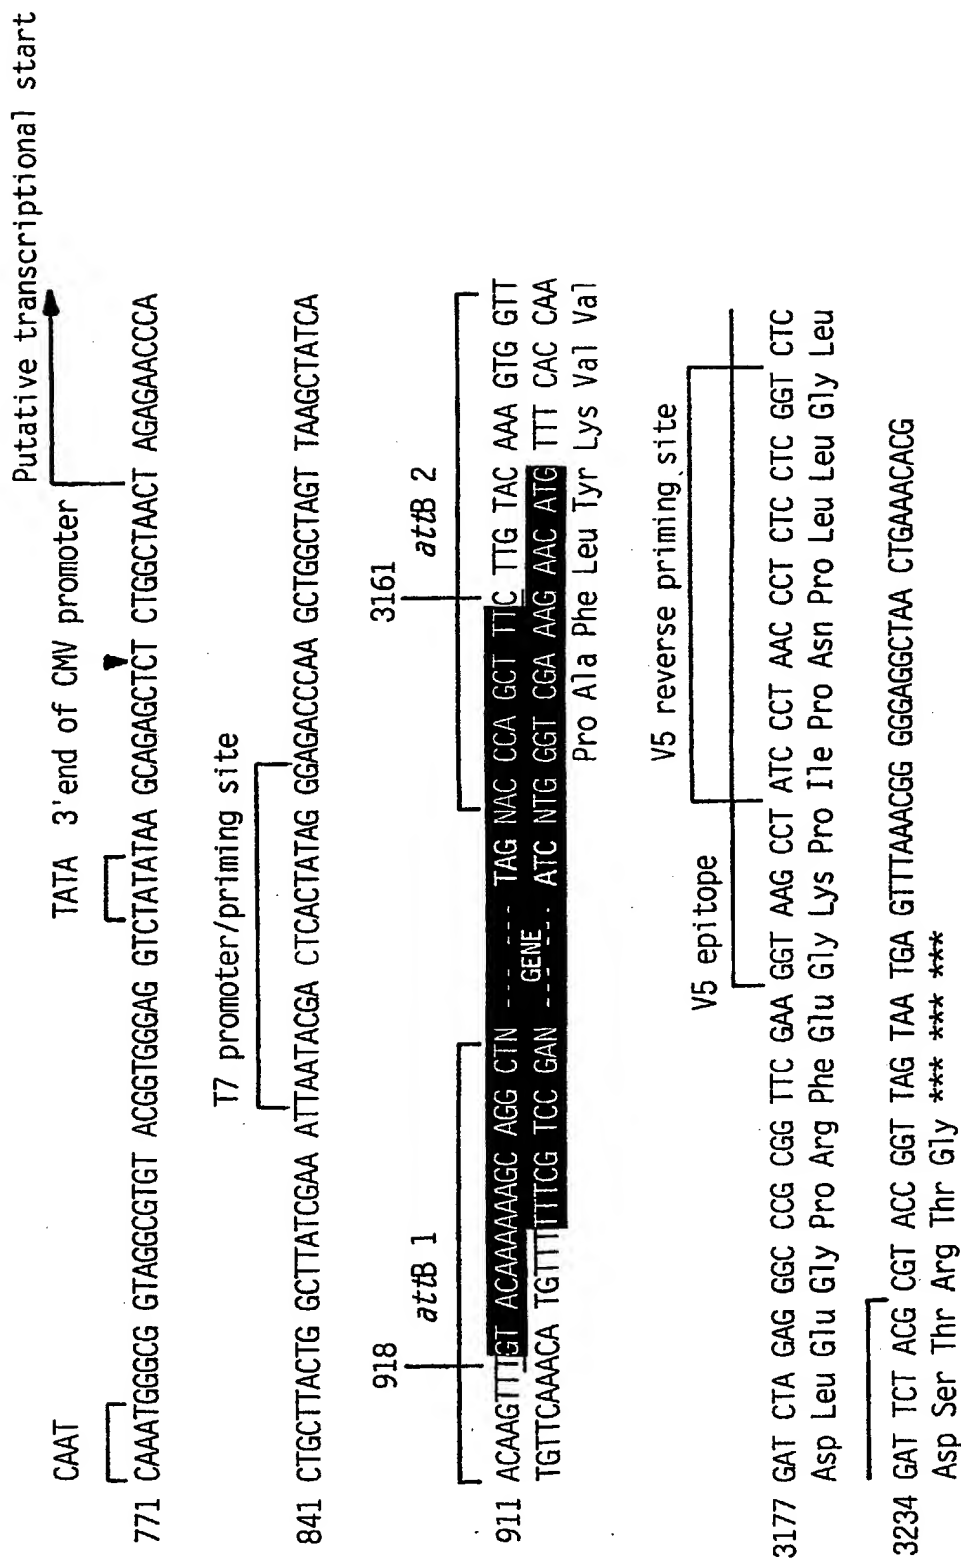 Putative transcriptional start
CAAT TATA 3'end of CMV promoter
771 CAAATGGGCG GTAGGCGTGT ACGGTGGGAG GTCTATATAA GCAGAGCTCT CTGGCTAACT AGAGAACCCA
T7 promoter/priming site
841 CTGCTTACTG GCTTATCGAA ATTAATACGA CTCACTATAG GGAGACCCAA GCTGGCTAGT TAAGCTATCA
918 3161
attB 1 attB 2
911 ACAAGTTTGT ACAAAAAAGC AGG CTN --- --- TAG NAC CCA GCT TTC TTG TAC AAA GTG GTT
GENE
TGTTCAAACA TGTTTTTTCG TCC GAN --- --- ATC NTG GGT CGA AAG AAC ATG TTT CAC CAA
Pro Ala Phe Leu Tyr Lys Val Val
V5 epitope V5 reverse priming site
3177 GAT CTA GAG GGC CCG CGG TTC GAA GGT AAG CCT ATC CCT AAC CCT CTC CTC GGT CTC
Asp Leu Glu Gly Pro Arg Phe Glu Gly Lys Pro Ile Pro Asn Pro Leu Leu Gly Leu
3234 GAT TCT ACG CGT ACC GGT TAG TAA TGA GTTTAAACGG GGGAGGCTAA CTGAAACACG
Asp Ser Thr Arg Thr Gly *** *** ***